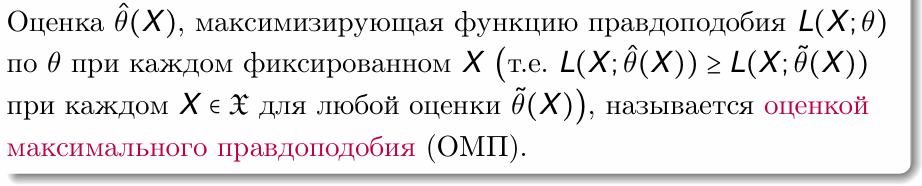 Оценка θ̂(X), максимизирующая функцию правдоподобия L(X; θ)
по θ при каждом фиксированном X (т.е. L(X; θ̂(X)) ≥ L(X; θ̃(X))
при каждом X ∈ 𝔛 для любой оценки θ̃(X)), называется оценкой
максимального правдоподобия (ОМП).